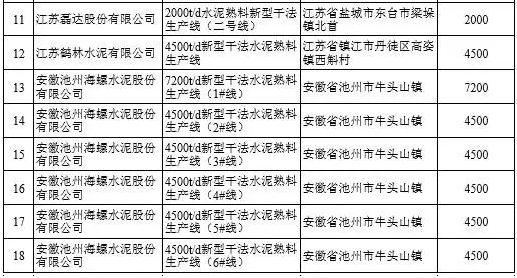 11 江苏磊达股份有限公司 2000t/d水泥熟料新型干法生产线（二号线） 江苏省盐城市东台市梁垛镇北首 2000
12 江苏鹤林水泥有限公司 4500t/d新型干法水泥熟料生产线 江苏省镇江市丹徒区高姿镇西斛村 4500
13 安徽池州海螺水泥股份有限公司 7200t/d新型干法水泥熟料生产线（1#线） 安徽省池州市牛头山镇 7200
14 安徽池州海螺水泥股份有限公司 4500t/d新型干法水泥熟料生产线（2#线） 安徽省池州市牛头山镇 4500
15 安徽池州海螺水泥股份有限公司 4500t/d新型干法水泥熟料生产线（3#线） 安徽省池州市牛头山镇 4500
16 安徽池州海螺水泥股份有限公司 4500t/d新型干法水泥熟料生产线（4#线） 安徽省池州市牛头山镇 4500
17 安徽池州海螺水泥股份有限公司 4500t/d新型干法水泥熟料生产线（5#线） 安徽省池州市牛头山镇 4500
18 安徽池州海螺水泥股份有限公司 4500t/d新型干法水泥熟料生产线（6#线） 安徽省池州市牛头山镇 4500